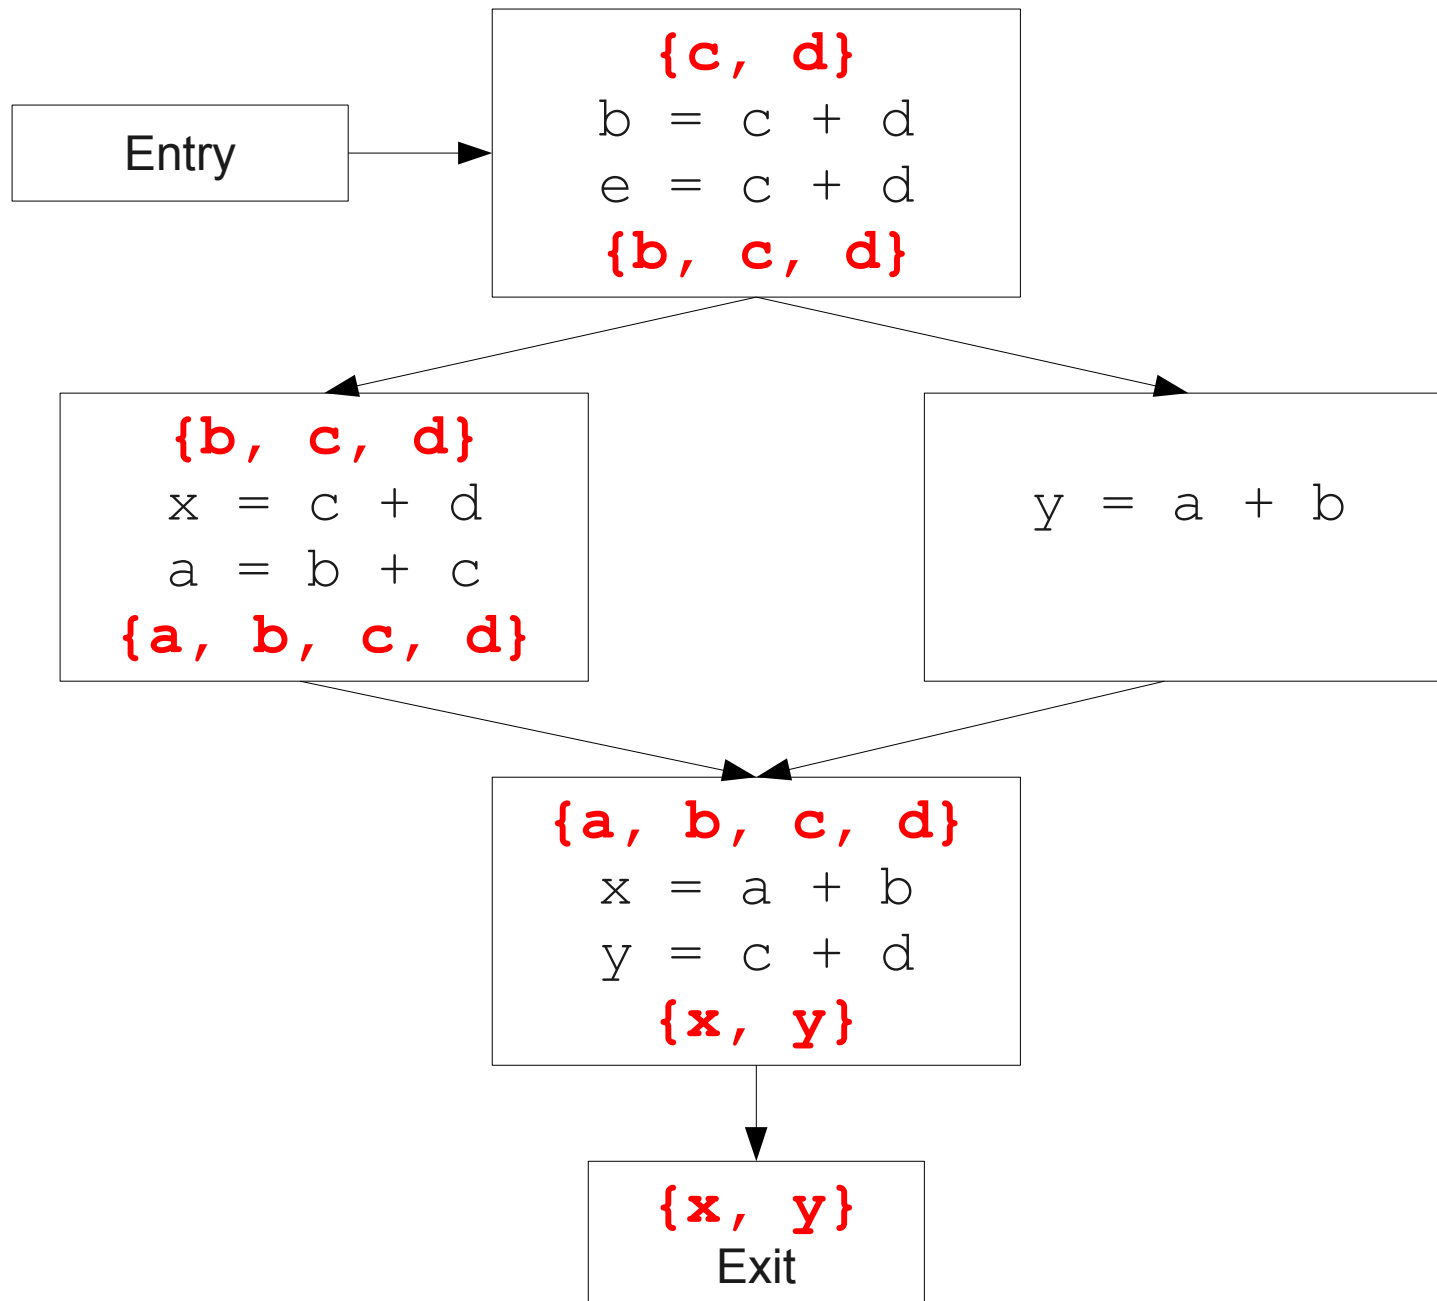 {c, d}
b = c + d
e = c + d
{b, c, d}
Entry
{b, c, d}
x = c + d
a = b + c
{a, b, c, d}
y = a + b
{a, b, c, d}
x = a + b
y = c + d
{x, y}
{x, y}
Exit